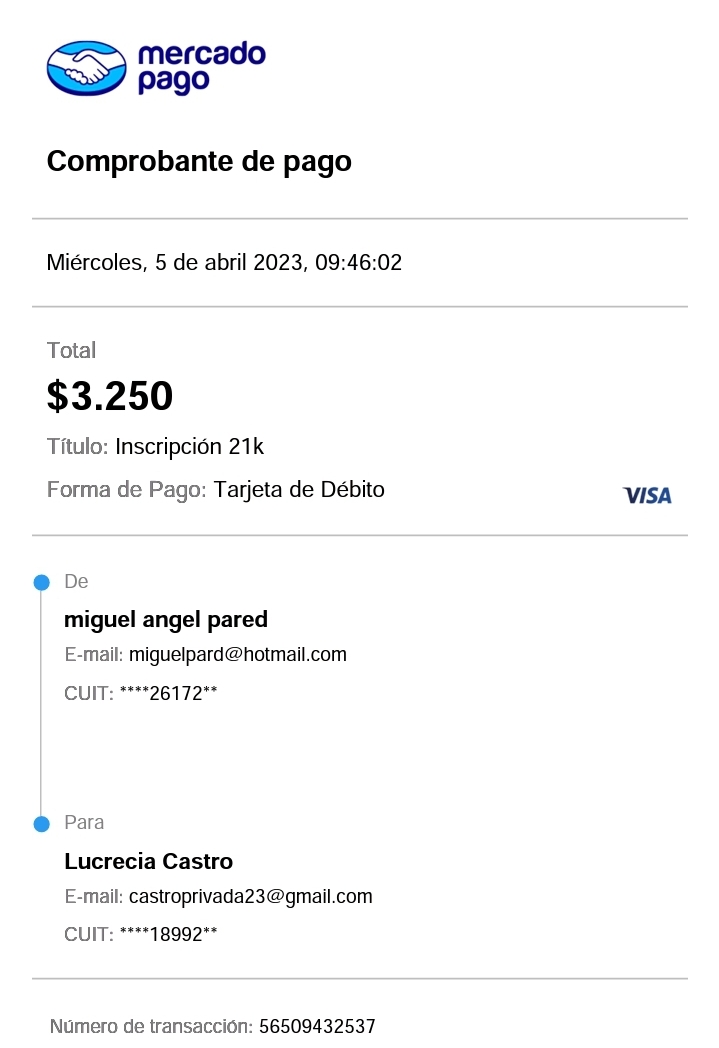 mercado
pago
Comprobante de pago
Miércoles, 5 de abril 2023, 09:46:02
Total
$3.250
Título: Inscripción 21k
Forma de Pago: Tarjeta de Débito
VISA
De
miguel angel pared
E-mail: miguelpard@hotmail.com
CUIT: ****26172**
Para
Lucrecia Castro
E-mail: castroprivada23@gmail.com
CUIT: ****18992**
Número de transacción: 56509432537